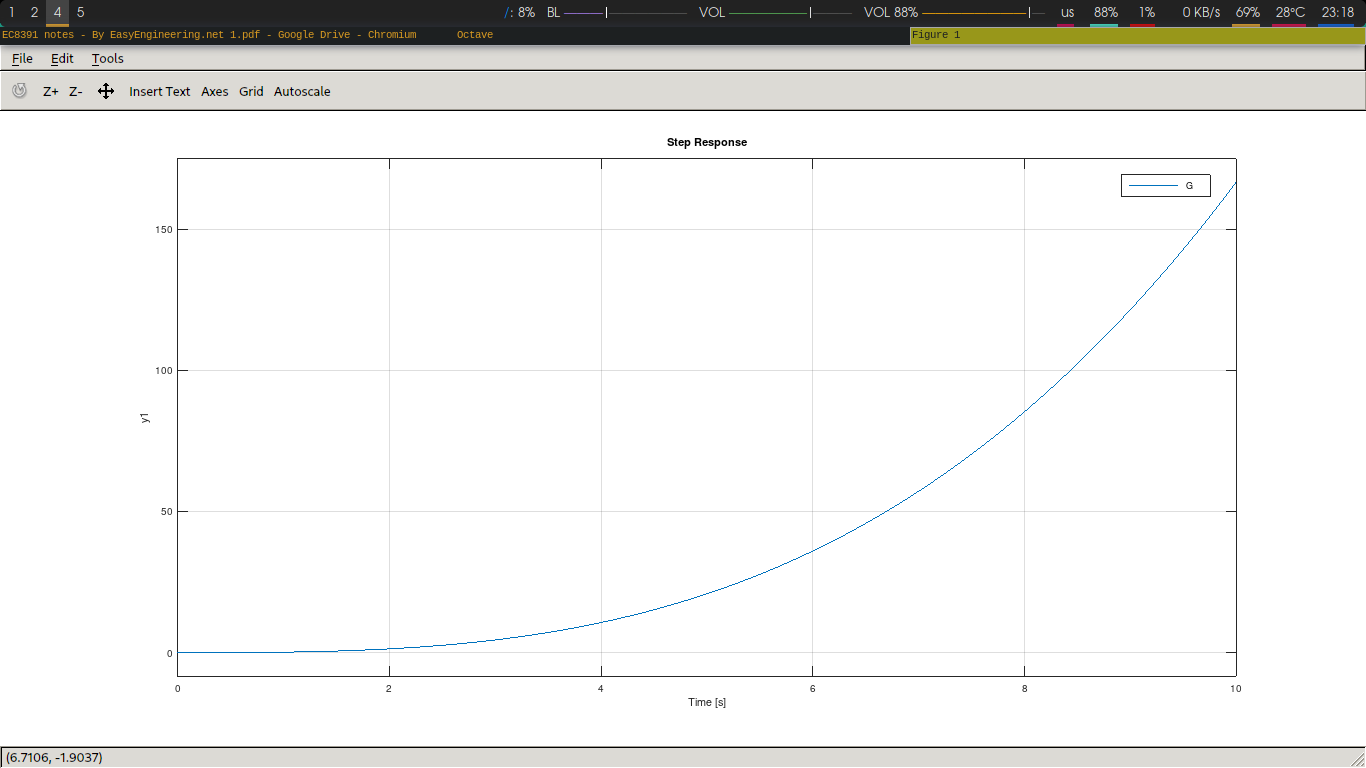 1 2 4 5 /: 8% BL VOL VOL 88% us 88% 1% 0 KB/s 69% 28°C 23:18
EC8391 notes - By EasyEngineering.net 1.pdf - Google Drive - Chromium Octave Figure 1
File Edit Tools
Z+ Z- Insert Text Axes Grid Autoscale
Step Response
G
150
100
y1
50
0
0 2 4 6 8 10
Time [s]
(6.7106, -1.9037)